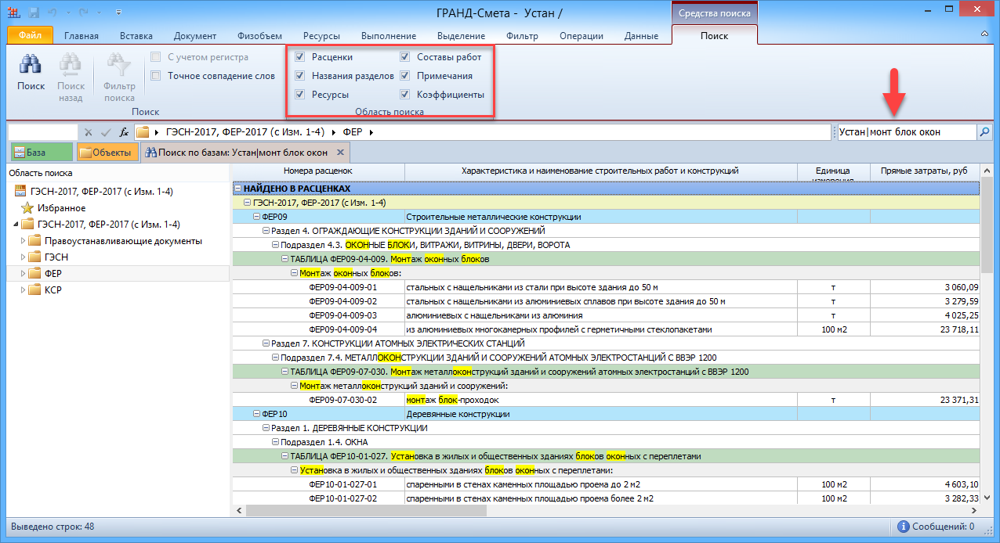 ГРАНД-Смета - Устан /
Средства поиска
Файл Главная Вставка Документ Физобъем Ресурсы Выполнение Выделение Фильтр Операции Данные Поиск
Поиск
Поиск назад
Фильтр поиска
С учетом регистра
Точное совпадение слов
Поиск
Расценки Составы работ
Названия разделов Примечания
Ресурсы Коэффициенты
Область поиска
fx ГЭСН-2017, ФЕР-2017 (с Изм. 1-4) ФЕР Устан|монт блок окон
База Объекты Поиск по базам: Устан|монт блок окон
Область поиска
ГЭСН-2017, ФЕР-2017 (с Изм. 1-4)
Избранное
ГЭСН-2017, ФЕР-2017 (с Изм. 1-4)
Правоустанавливающие документы
ГЭСН
ФЕР
КСР
Номера расценок Характеристика и наименование строительных работ и конструкций Единица измерения Прямые затраты, руб
НАЙДЕНО В РАСЦЕНКАХ
ГЭСН-2017, ФЕР-2017 (с Изм. 1-4)
ФЕР09 Строительные металлические конструкции
Раздел 4. ОГРАЖДАЮЩИЕ КОНСТРУКЦИИ ЗДАНИЙ И СООРУЖЕНИЙ
Подраздел 4.3. ОКОННЫЕ БЛОКИ, ВИТРАЖИ, ВИТРИНЫ, ДВЕРИ, ВОРОТА
ТАБЛИЦА ФЕР09-04-009. Монтаж оконных блоков
Монтаж оконных блоков:
ФЕР09-04-009-01 стальных с нащельниками из стали при высоте здания до 50 м т 3 060,09
ФЕР09-04-009-02 стальных с нащельниками из алюминиевых сплавов при высоте здания до 50 м т 3 279,59
ФЕР09-04-009-03 алюминиевых с нащельниками из алюминия т 4 025,25
ФЕР09-04-009-04 из алюминиевых многокамерных профилей с герметичными стеклопакетами 100 м2 23 718,11
Раздел 7. КОНСТРУКЦИИ АТОМНЫХ ЭЛЕКТРИЧЕСКИХ СТАНЦИЙ
Подраздел 7.4. МЕТАЛЛОКОНСТРУКЦИИ ЗДАНИЙ И СООРУЖЕНИЙ АТОМНЫХ ЭЛЕКТРОСТАНЦИЙ С ВВЭР 1200
ТАБЛИЦА ФЕР09-07-030. Монтаж металлоконструкций зданий и сооружений атомных электростанций с ВВЭР 1200
Монтаж металлоконструкций зданий и сооружений:
ФЕР09-07-030-02 монтаж блок-проходок т 23 371,31
ФЕР10 Деревянные конструкции
Раздел 1. ДЕРЕВЯННЫЕ КОНСТРУКЦИИ
Подраздел 1.4. ОКНА
ТАБЛИЦА ФЕР10-01-027. Установка в жилых и общественных зданиях блоков оконных с переплетами
Установка в жилых и общественных зданиях блоков оконных с переплетами:
ФЕР10-01-027-01 спаренными в стенах каменных площадью проема до 2 м2 100 м2 4 603,10
ФЕР10-01-027-02 спаренными в стенах каменных площадью проема более 2 м2 100 м2 3 282,33
Выведено строк: 48 Сообщений: 0